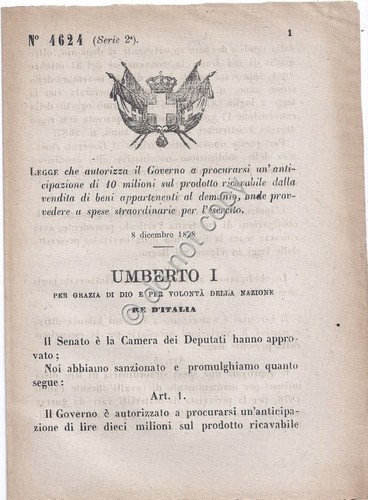 N° 4624 (Serie 2ª).
1
LEGGE che autorizza il Governo a procurarsi un'anti-
cipazione di 10 milioni sul prodotto ricavabile dalla
vendita di beni appartenenti al demanio, onde prov-
vedere a spese straordinarie per l'esercito.
8 dicembre 1878
UMBERTO I
PER GRAZIA DI DIO E PER VOLONTÀ DELLA NAZIONE
RE D'ITALIA
Il Senato e la Camera dei Deputati hanno appro-
vato;
Noi abbiamo sanzionato e promulghiamo quanto
segue:
Art. 1.
Il Governo è autorizzato a procurarsi un'anticipa-
zione di lire dieci milioni sul prodotto ricavabile
do not copy